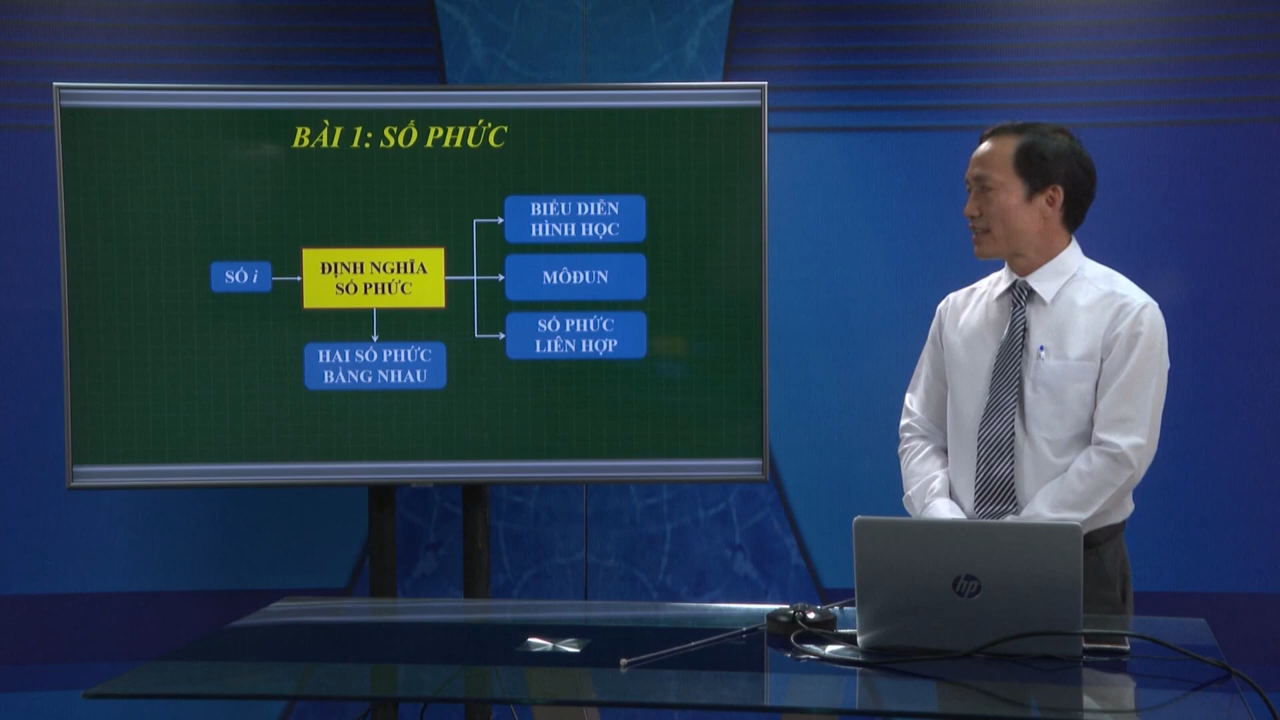 BÀI 1: SỐ PHỨC
SỐ i
ĐỊNH NGHĨA
SỐ PHỨC
HAI SỐ PHỨC
BẰNG NHAU
BIỂU DIỄN
HÌNH HỌC
MÔĐUN
SỐ PHỨC
LIÊN HỢP
hp